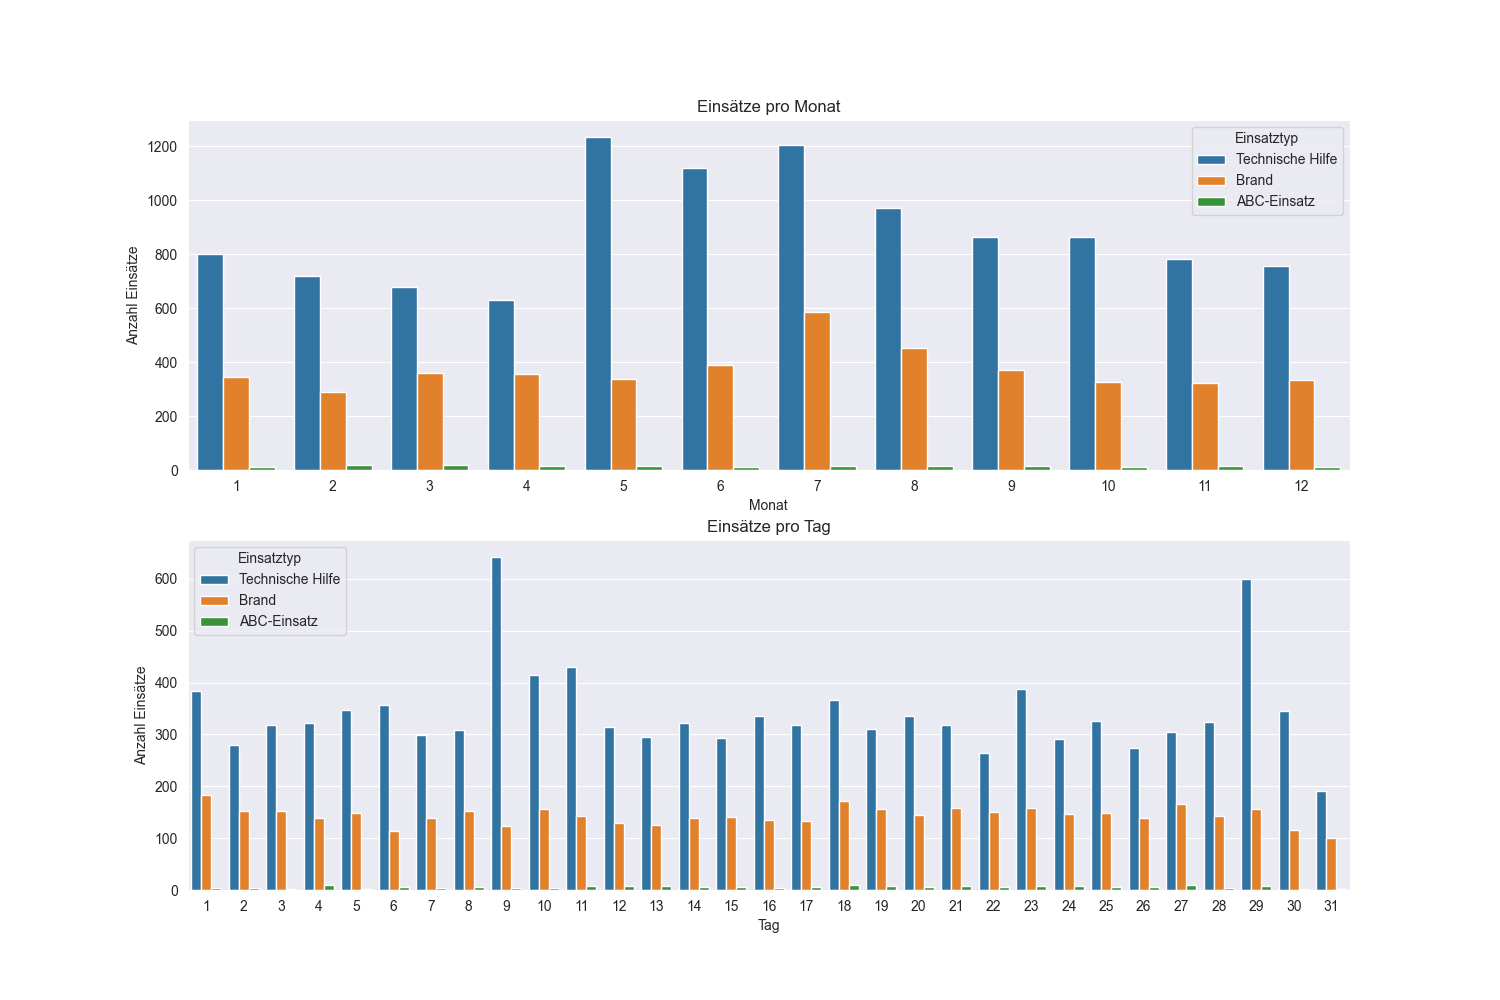 Einsätze pro Monat
1200
1000
800
600
400
200
0
Anzahl Einsätze
Einsatztyp
Technische Hilfe
Brand
ABC-Einsatz
1 2 3 4 5 6 7 8 9 10 11 12
Monat
Einsätze pro Tag
600
500
400
300
200
100
0
Anzahl Einsätze
Einsatztyp
Technische Hilfe
Brand
ABC-Einsatz
1 2 3 4 5 6 7 8 9 10 11 12 13 14 15 16 17 18 19 20 21 22 23 24 25 26 27 28 29 30 31
Tag